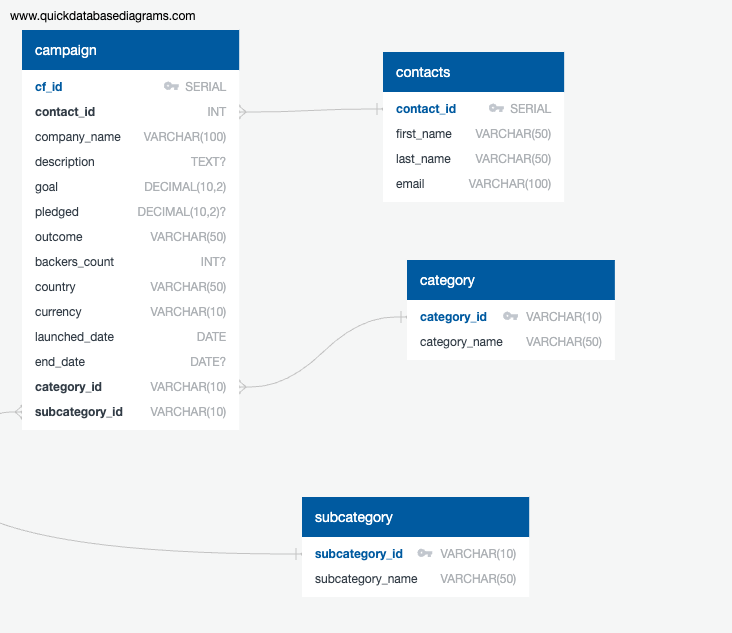 www.quickdatabasediagrams.com
campaign
cf_id SERIAL
contact_id INT
company_name VARCHAR(100)
description TEXT?
goal DECIMAL(10,2)
pledged DECIMAL(10,2)?
outcome VARCHAR(50)
backers_count INT?
country VARCHAR(50)
currency VARCHAR(10)
launched_date DATE
end_date DATE?
category_id VARCHAR(10)
subcategory_id VARCHAR(10)
contacts
contact_id SERIAL
first_name VARCHAR(50)
last_name VARCHAR(50)
email VARCHAR(100)
category
category_id VARCHAR(10)
category_name VARCHAR(50)
subcategory
subcategory_id VARCHAR(10)
subcategory_name VARCHAR(50)